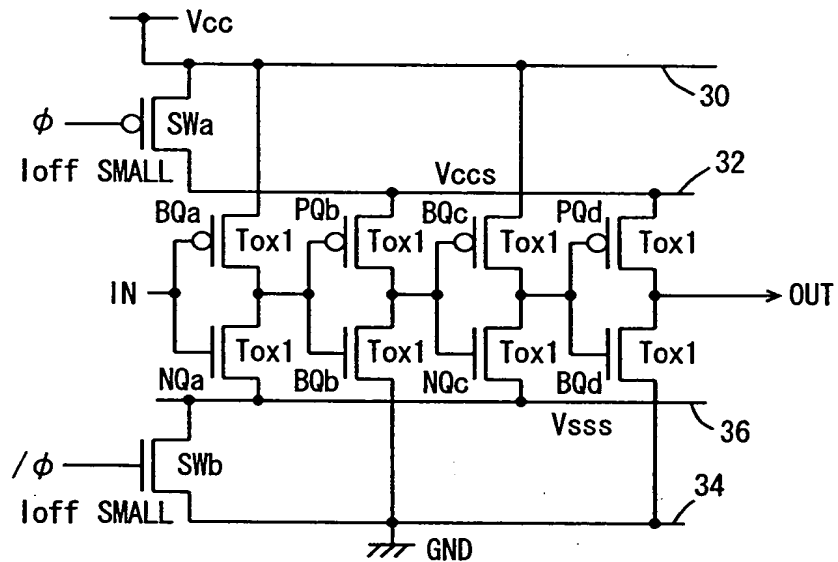 Vcc
30
ϕ
SWa
Ioff SMALL
32
Vccs
BQa
PQb
BQc
PQd
Tox1
Tox1
Tox1
Tox1
IN
OUT
Tox1
Tox1
Tox1
Tox1
NQa
BQb
NQc
BQd
Vsss
36
/ϕ
SWb
34
Ioff SMALL
GND